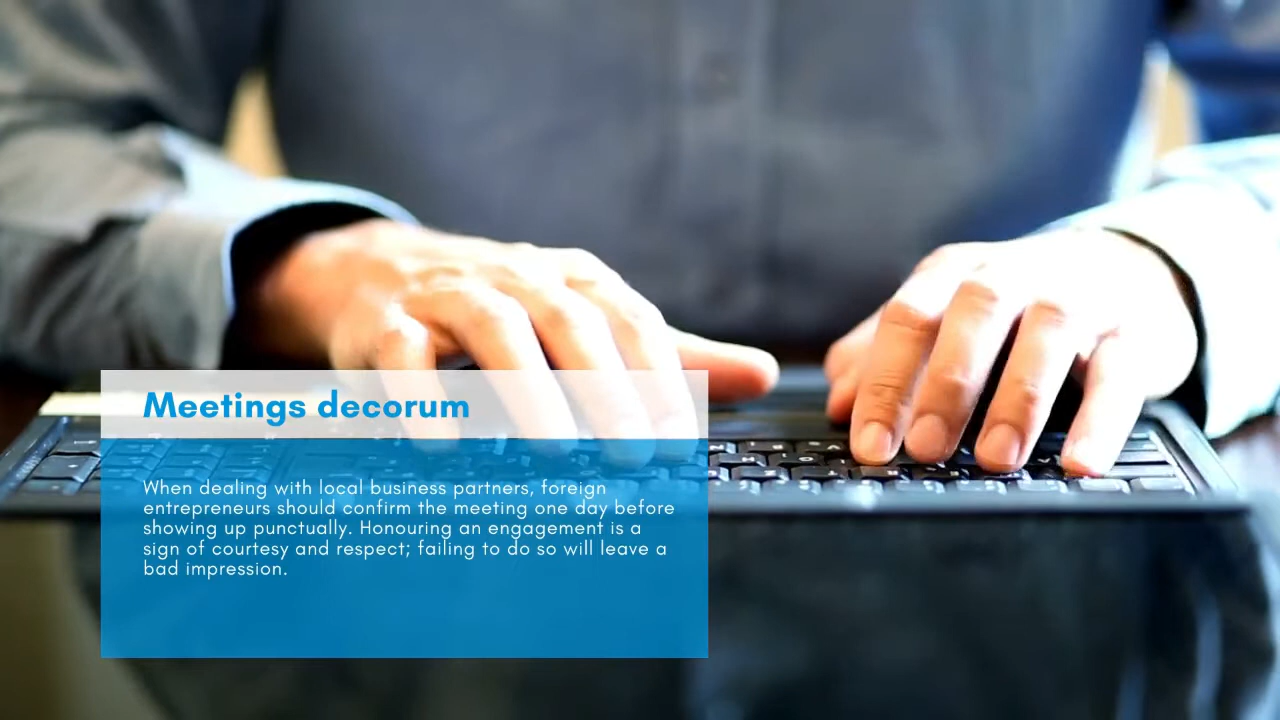 Meetings decorum
When dealing with local business partners, foreign
entrepreneurs should confirm the meeting one day before
showing up punctually. Honouring an engagement is a
sign of courtesy and respect; failing to do so will leave a
bad impression.